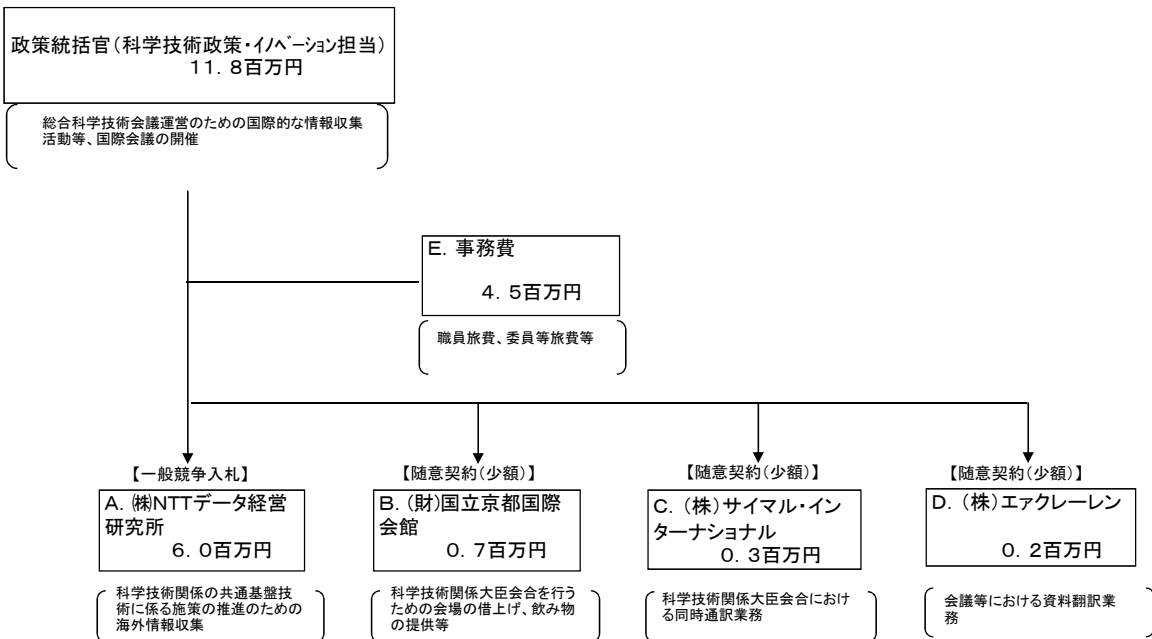 政策統括官（科学技術政策・イノベーション担当）
11．8百万円
総合科学技術会議運営のための国際的な情報収集
活動等、国際会議の開催
E．事務費
4．5百万円
職員旅費、委員等旅費等
【一般競争入札】
A．㈱NTTデータ経営
研究所
6．0百万円
科学技術関係の共通基盤技
術に係る施策の推進のための
海外情報収集
【随意契約（少額）】
B．（財）国立京都国際
会館
0．7百万円
科学技術関係大臣会合を行う
ための会場の借上げ、飲み物
の提供等
【随意契約（少額）】
C．（株）サイマル・イン
ターナショナル
0．3百万円
科学技術関係大臣会合におけ
る同時通訳業務
【随意契約（少額）】
D．（株）エァクレーレン
0．2百万円
会議等における資料翻訳業
務